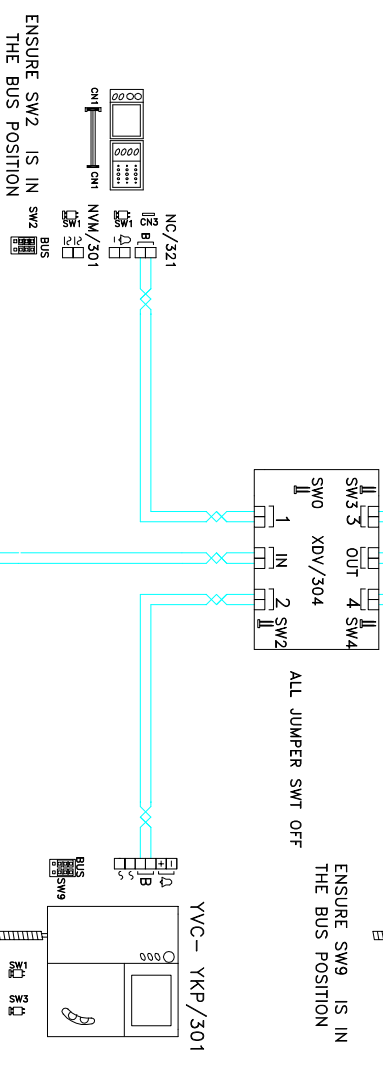 ENSURE SW2 IS IN
THE BUS POSITION
CN1
CN1
0000
NC/321
CN3
SW1
B
NVM/301
SW1
1212
SW2
BUS
SW3
3
SW0
1
OUT
XDV/304
IN
4
2
SW4
SW2
ALL JUMPER SWT OFF
ENSURE SW9 IS IN
THE BUS POSITION
BUS
SW9
B
+
-
YVC- YKP/301
SW1
SW3